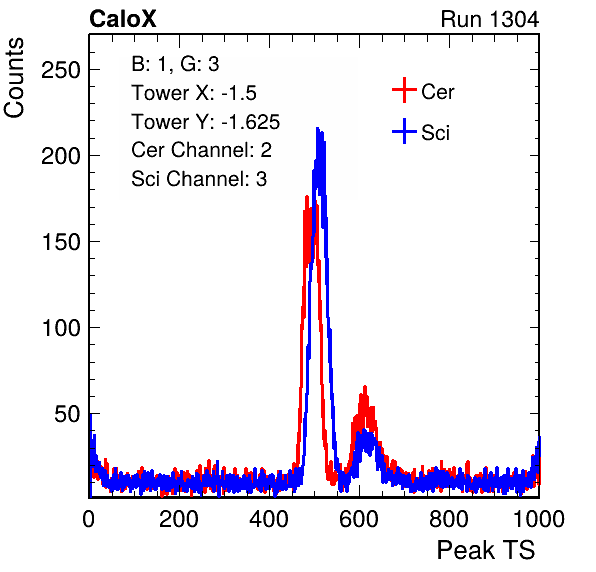 CaloX Run 1304
Counts
B: 1, G: 3
Tower X: -1.5
Tower Y: -1.625
Cer Channel: 2
Sci Channel: 3
Cer
Sci
250
200
150
100
50
0 200 400 600 800 1000
Peak TS